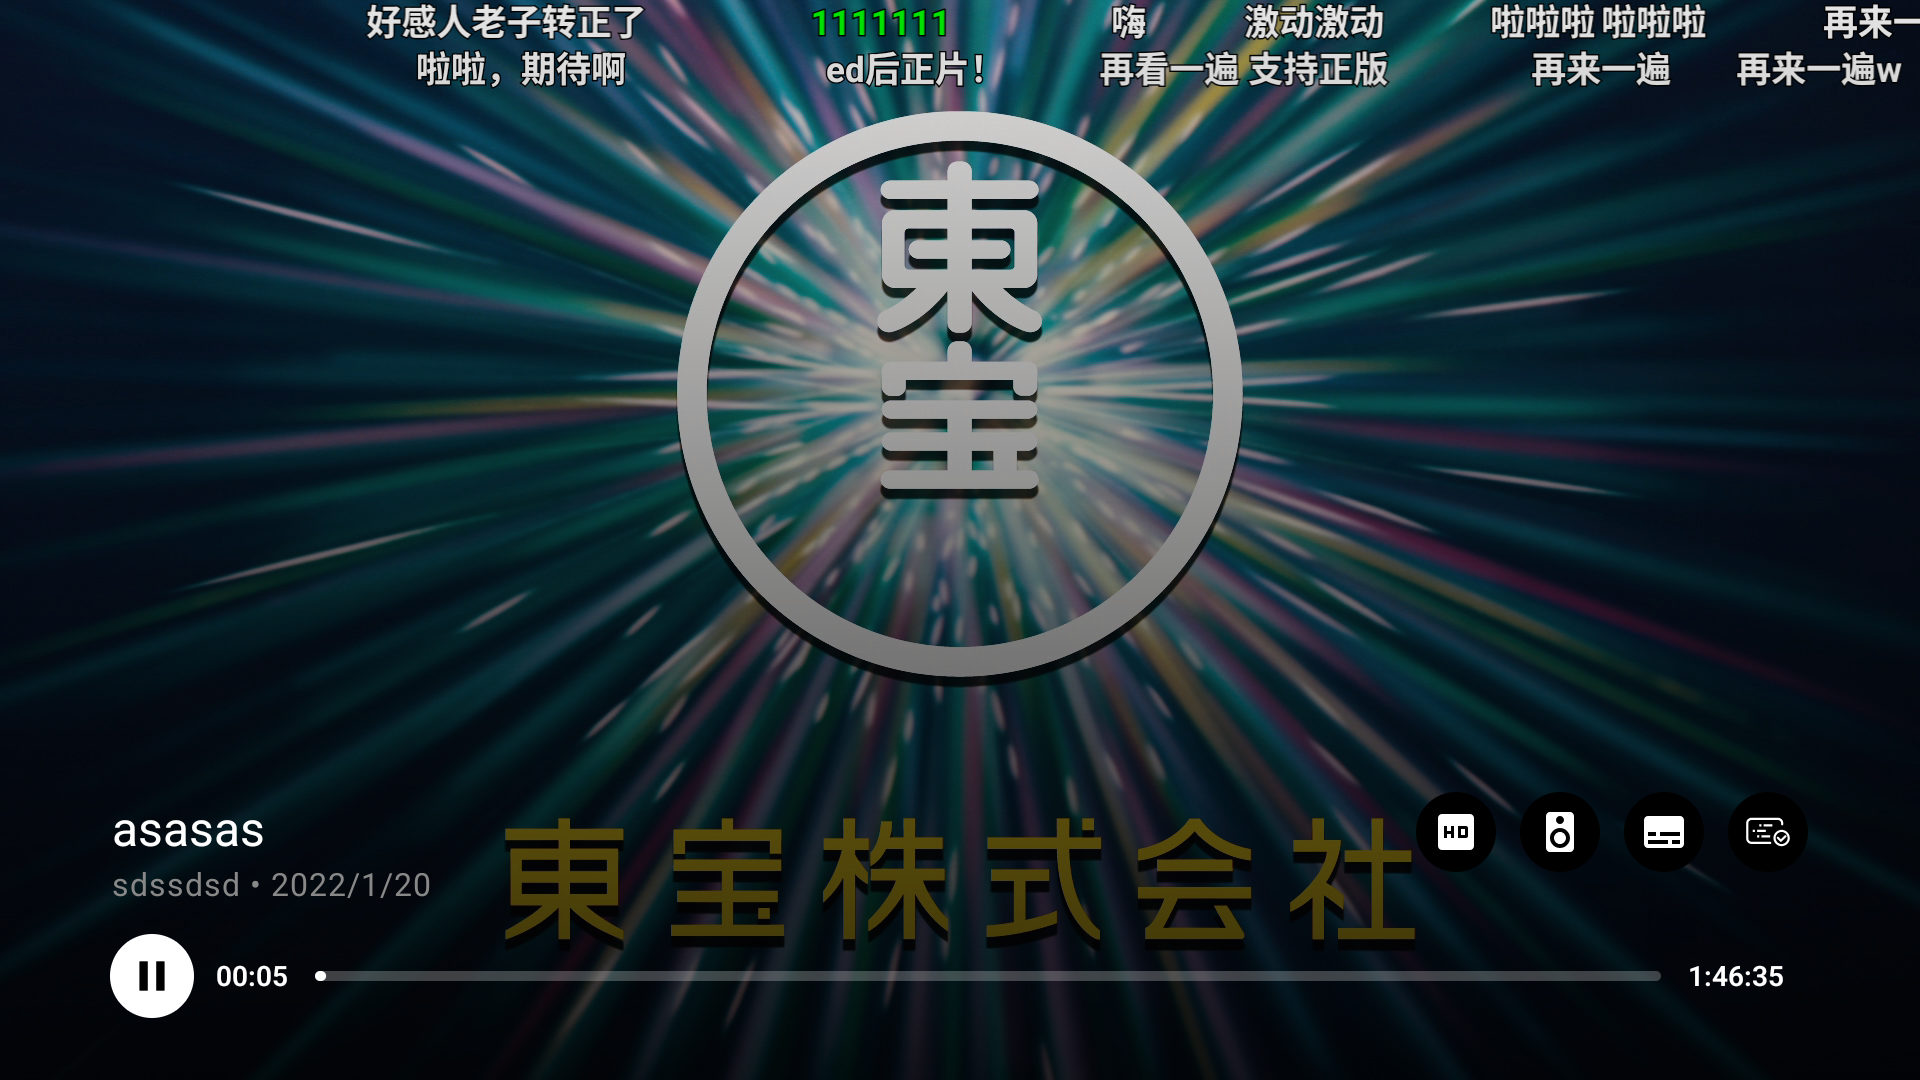 好感人老子转正了 1111111 嗨 激动激动 啦啦啦 啦啦啦 再来一
啦啦，期待啊 ed后正片！ 再看一遍 支持正版 再来一遍 再来一遍w
東
宝
asasas
東宝株式会社
HD
sdssdsd • 2022/1/20
00:05
1:46:35